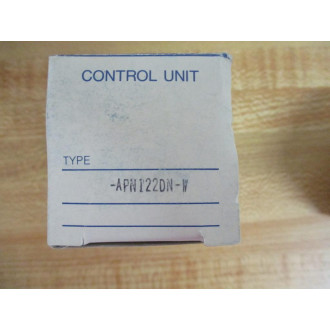 CONTROL UNIT
TYPE
-APN122DN-W